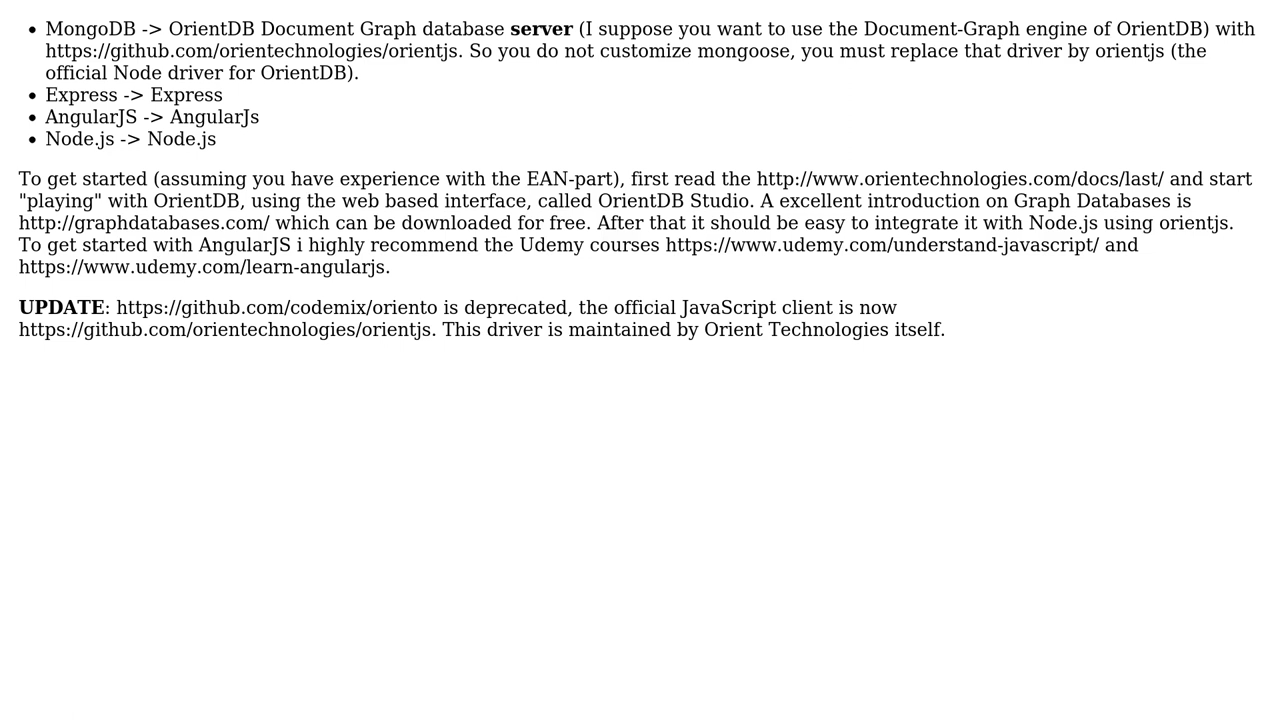 • MongoDB -> OrientDB Document Graph database server (I suppose you want to use the Document-Graph engine of OrientDB) with
https://github.com/orientechnologies/orientjs. So you do not customize mongoose, you must replace that driver by orientjs (the
official Node driver for OrientDB).
• Express -> Express
• AngularJS -> AngularJs
• Node.js -> Node.js
To get started (assuming you have experience with the EAN-part), first read the http://www.orientechnologies.com/docs/last/ and start
"playing" with OrientDB, using the web based interface, called OrientDB Studio. A excellent introduction on Graph Databases is
http://graphdatabases.com/ which can be downloaded for free. After that it should be easy to integrate it with Node.js using orientjs.
To get started with AngularJS i highly recommend the Udemy courses https://www.udemy.com/understand-javascript/ and
https://www.udemy.com/learn-angularjs.
UPDATE: https://github.com/codemix/oriento is deprecated, the official JavaScript client is now
https://github.com/orientechnologies/orientjs. This driver is maintained by Orient Technologies itself.